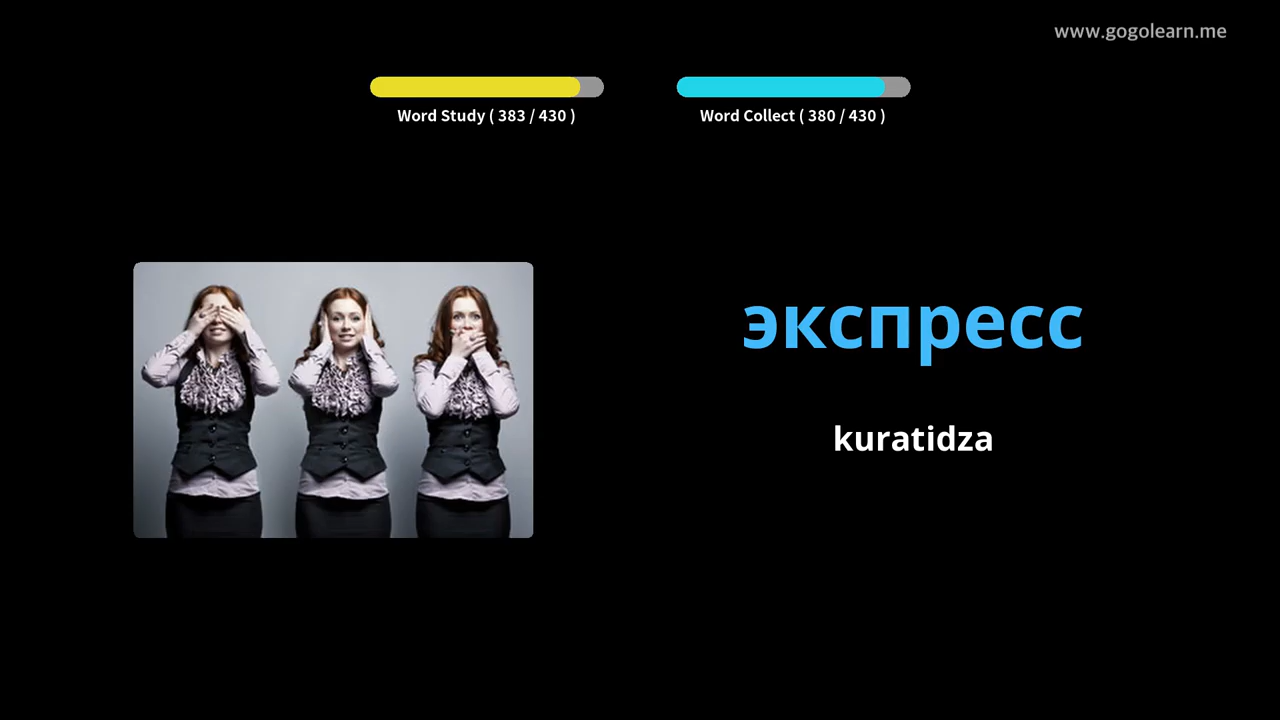 www.gogolearn.me
Word Study ( 383 / 430 )
Word Collect ( 380 / 430 )
экспресс
kuratidza